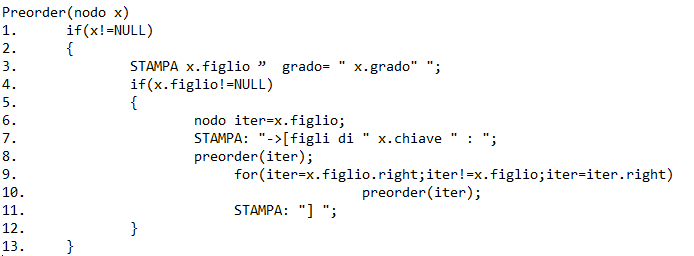 Preorder(nodo x)
1. if(x!=NULL)
2. {
3. STAMPA x.figlio ” grado= " x.grado" ";
4. if(x.figlio!=NULL)
5. {
6. nodo iter=x.figlio;
7. STAMPA: "->[figli di " x.chiave " : ";
8. preorder(iter);
9. for(iter=x.figlio.right;iter!=x.figlio;iter=iter.right)
10. preorder(iter);
11. STAMPA: "] ";
12. }
13. }